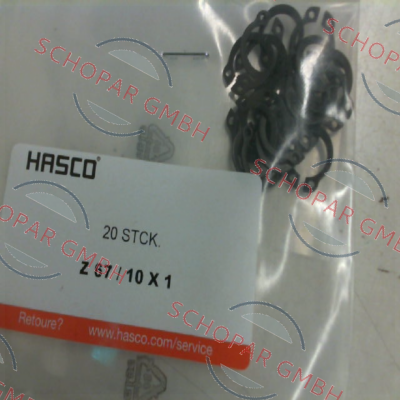 SCHOPAR GMBH
HASCO®
20 STCK.
Z 67 / 10 X 1
Retoure? www.hasco.com/service
SCHOPAR GMBH
SCHOPAR GMBH
SCHOPAR GMBH